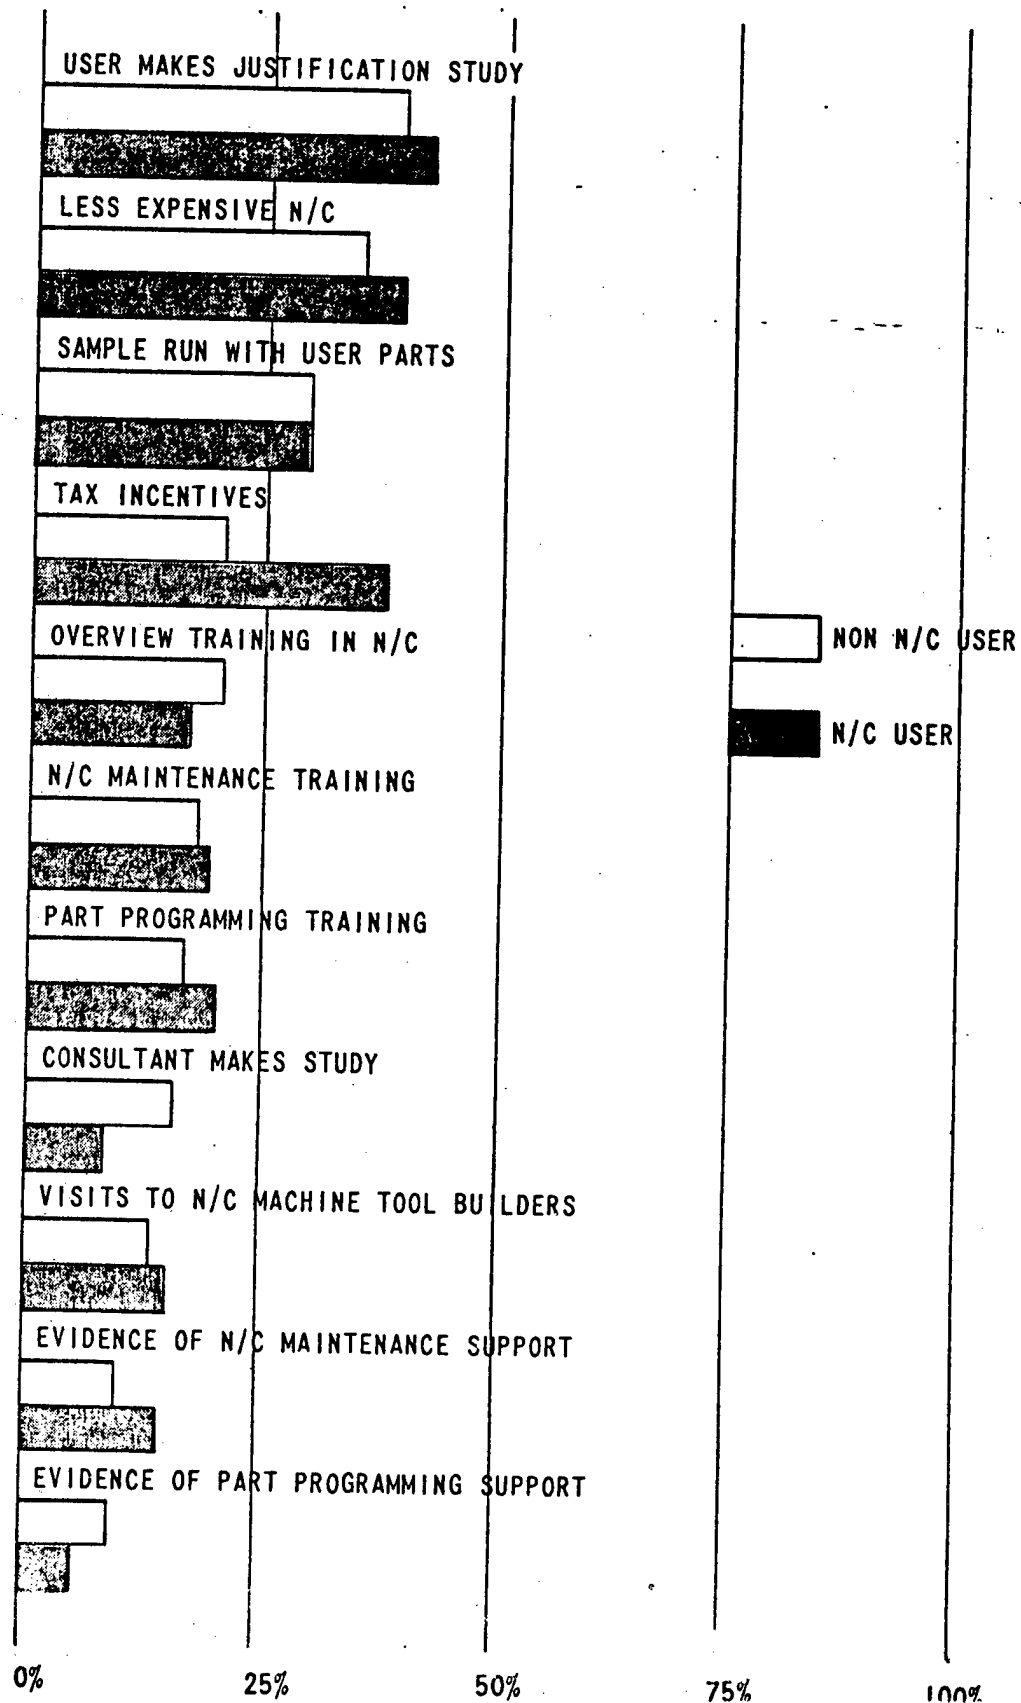 USER MAKES JUSTIFICATION STUDY
LESS EXPENSIVE N/C
SAMPLE RUN WITH USER PARTS
TAX INCENTIVES
OVERVIEW TRAINING IN N/C
NON N/C USER
N/C USER
N/C MAINTENANCE TRAINING
PART PROGRAMMING TRAINING
CONSULTANT MAKES STUDY
VISITS TO N/C MACHINE TOOL BUILDERS
EVIDENCE OF N/C MAINTENANCE SUPPORT
EVIDENCE OF PART PROGRAMMING SUPPORT
0% 25% 50% 75% 100%